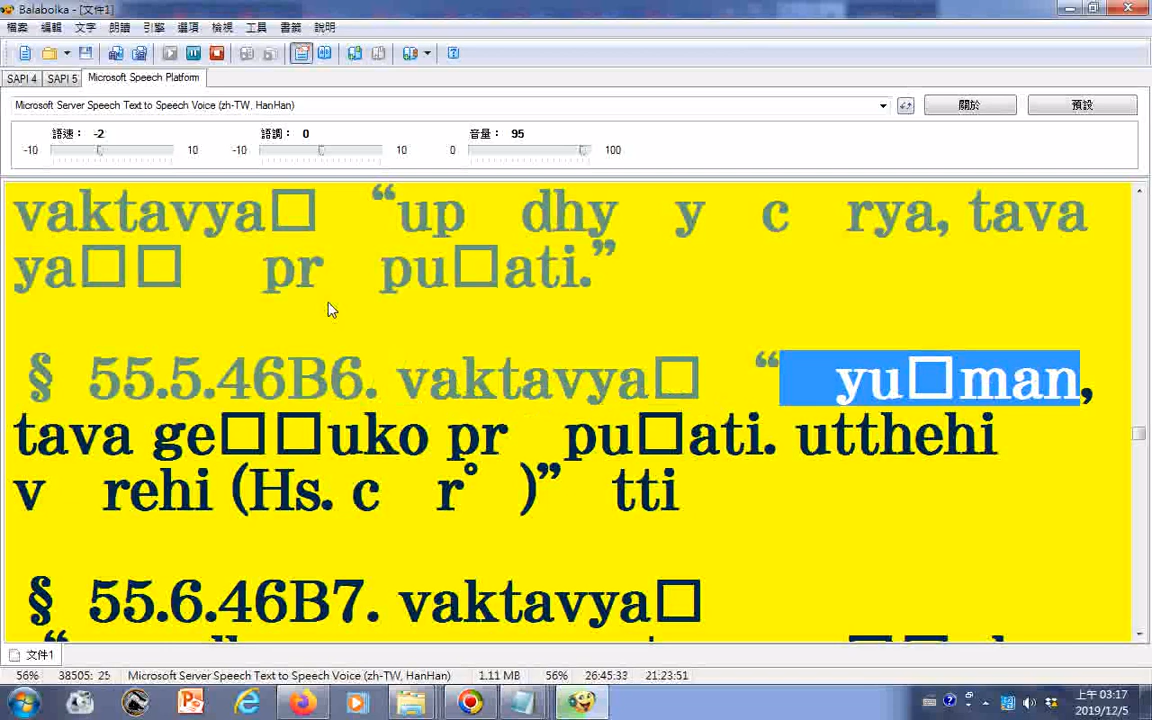 Balabolka - [文件1]
檔案 編輯 文字 朗讀 引擎 選項 檢視 工具 書籤 說明
SAPI 4 SAPI 5 Microsoft Speech Platform
Microsoft Server Speech Text to Speech Voice (zh-TW, HanHan) 關於 預設
語速： -2 語調： 0 音量： 95
-10 10 -10 10 0 100
vaktavya□ “up dhy y c rya, tava
ya□□ pr pu□ati.”
§ 55.5.46B6. vaktavya□ “ yu□man,
tava ge□□uko pr pu□ati. utthehi
v rehi (Hs. c r° )” tti
§ 55.6.46B7. vaktavya□
文件1
56% 38505: 25 Microsoft Server Speech Text to Speech Voice (zh-TW, HanHan) 1.11 MB 56% 26:45:33 21:23:51
上午 03:17
2019/12/5